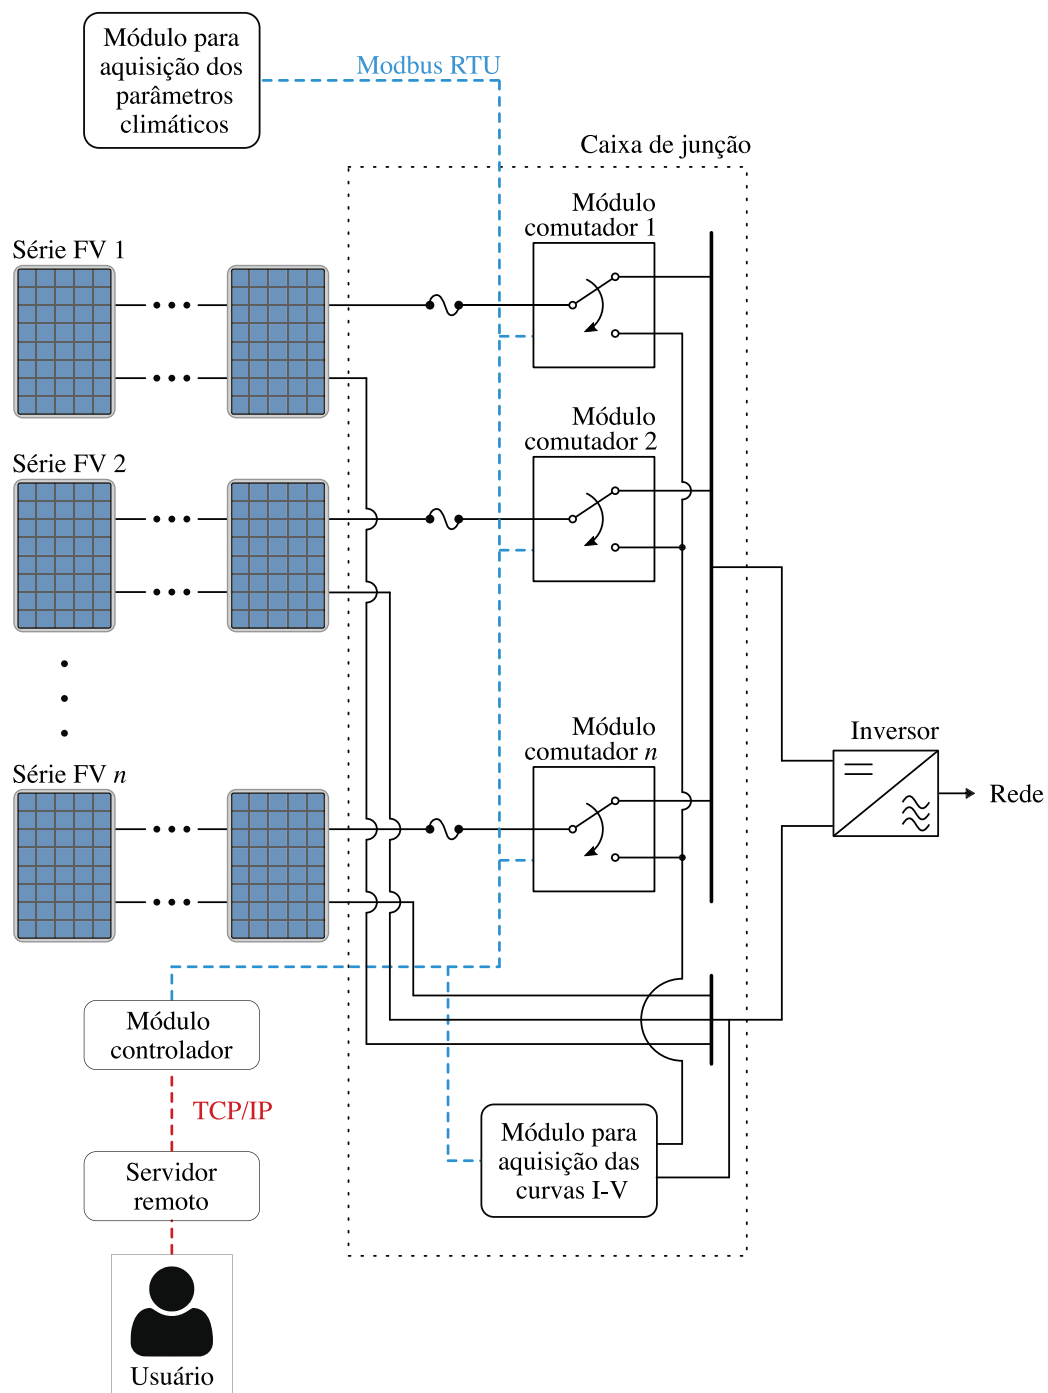 Módulo para
aquisição dos
parâmetros
climáticos
Modbus RTU
Caixa de junção
Módulo
comutador 1
Série FV 1
Módulo
comutador 2
Série FV 2
Módulo
comutador n
Série FV n
Inversor
Rede
Módulo
controlador
TCP/IP
Servidor
remoto
Módulo para
aquisição das
curvas I-V
Usuário